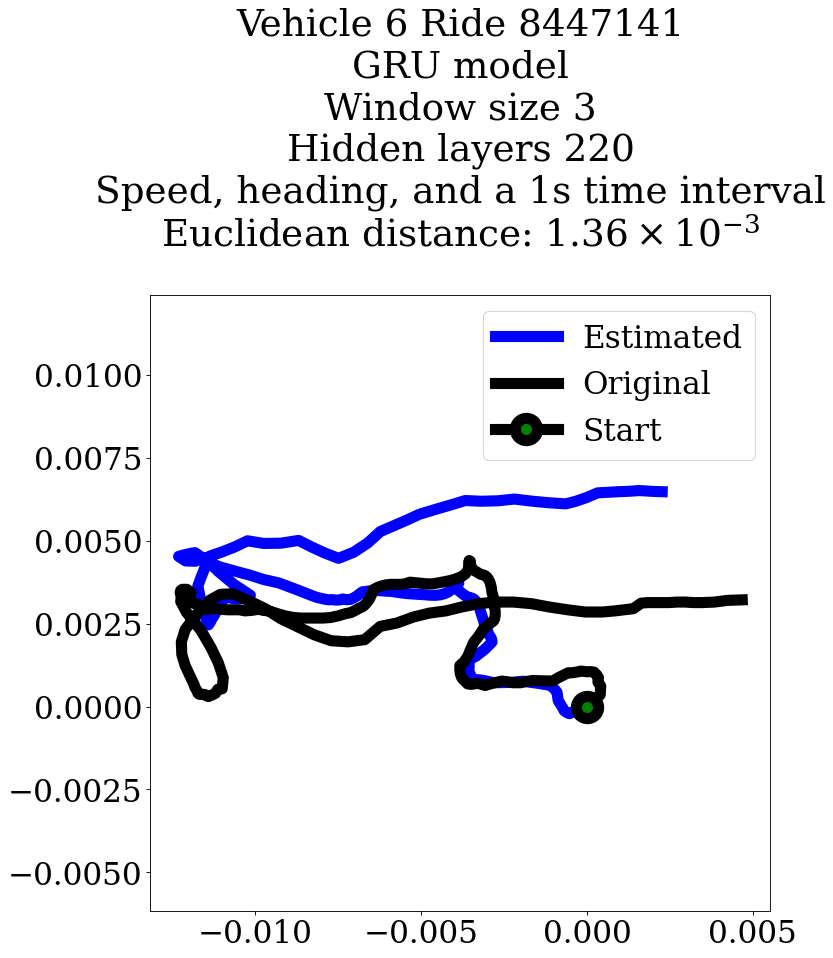 Vehicle 6 Ride 8447141
GRU model
Window size 3
Hidden layers 220
Speed, heading, and a 1s time interval
Euclidean distance: 1.36 × 10⁻³
Estimated
Original
Start
0.0100
0.0075
0.0050
0.0025
0.0000
−0.0025
−0.0050
−0.010 −0.005 0.000 0.005